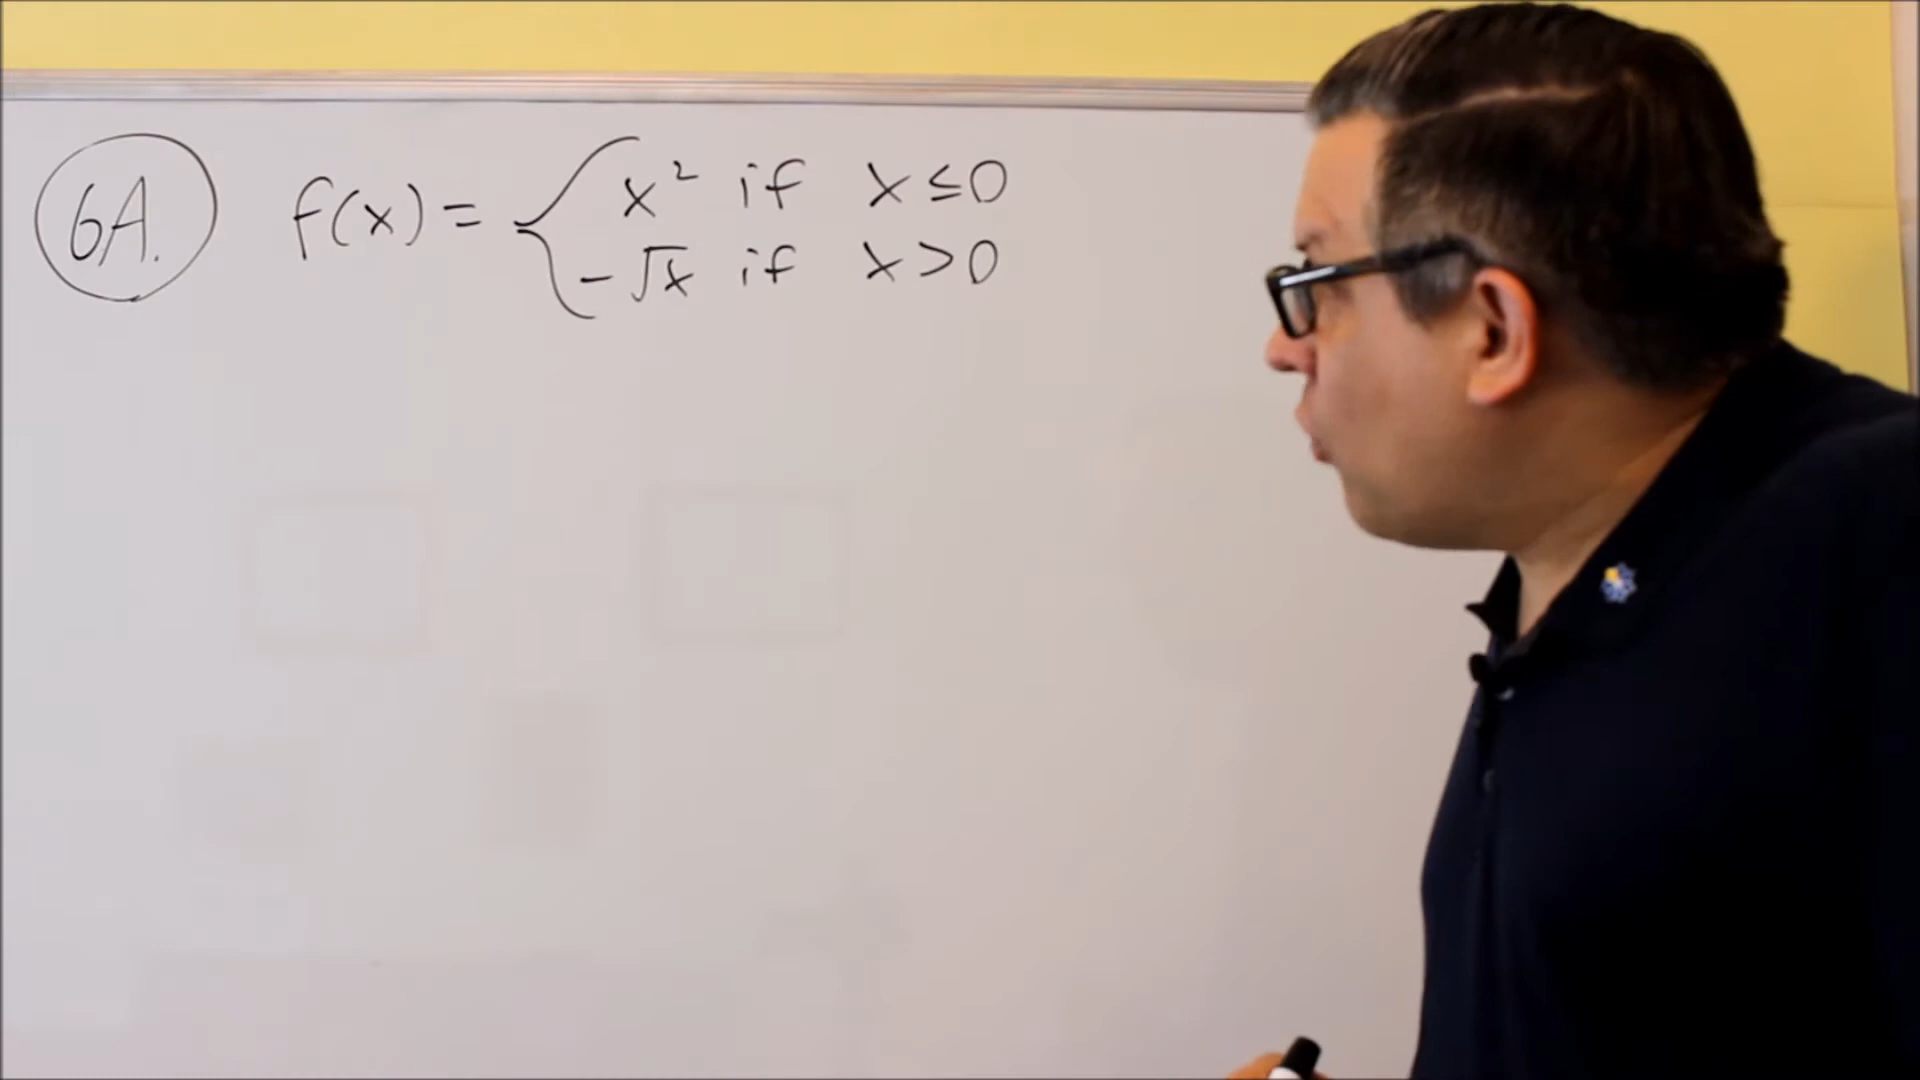 6A. f(x) = { x² if x ≤ 0
-√x if x > 0